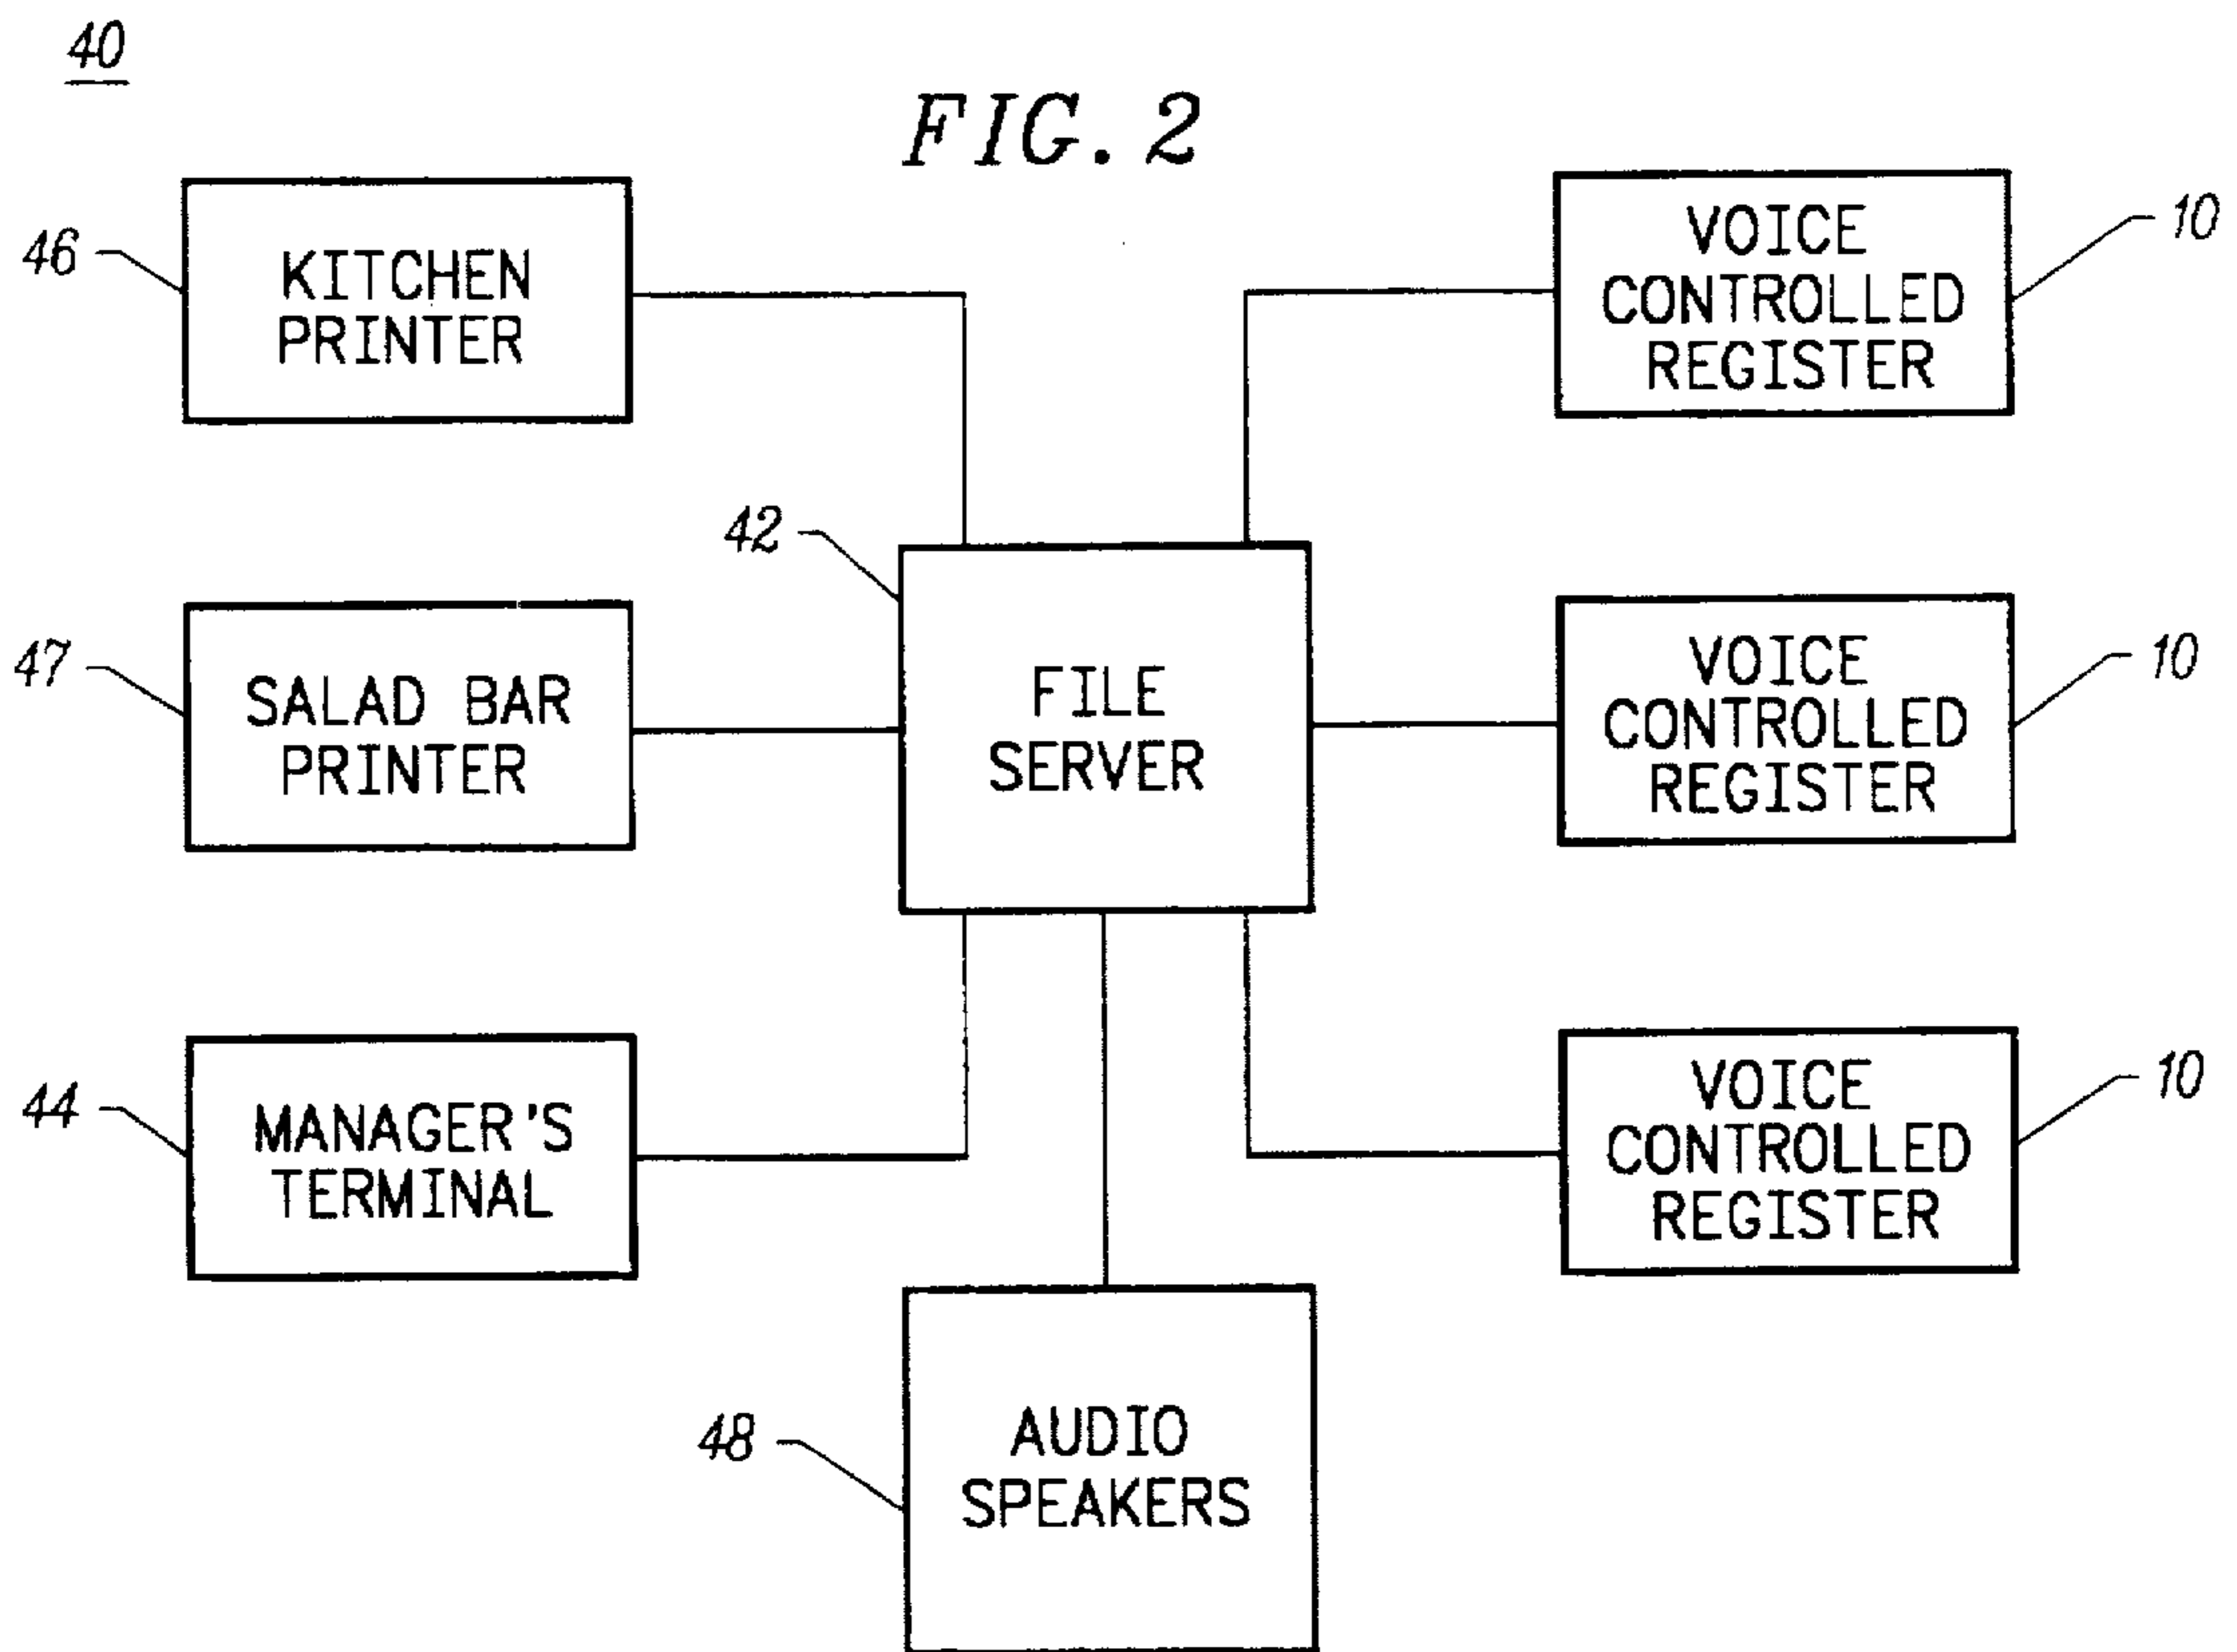 40
FIG. 2
46
KITCHEN
PRINTER
VOICE
CONTROLLED
REGISTER
10
42
47
SALAD BAR
PRINTER
FILE
SERVER
VOICE
CONTROLLED
REGISTER
10
44
MANAGER'S
TERMINAL
VOICE
CONTROLLED
REGISTER
10
48
AUDIO
SPEAKERS